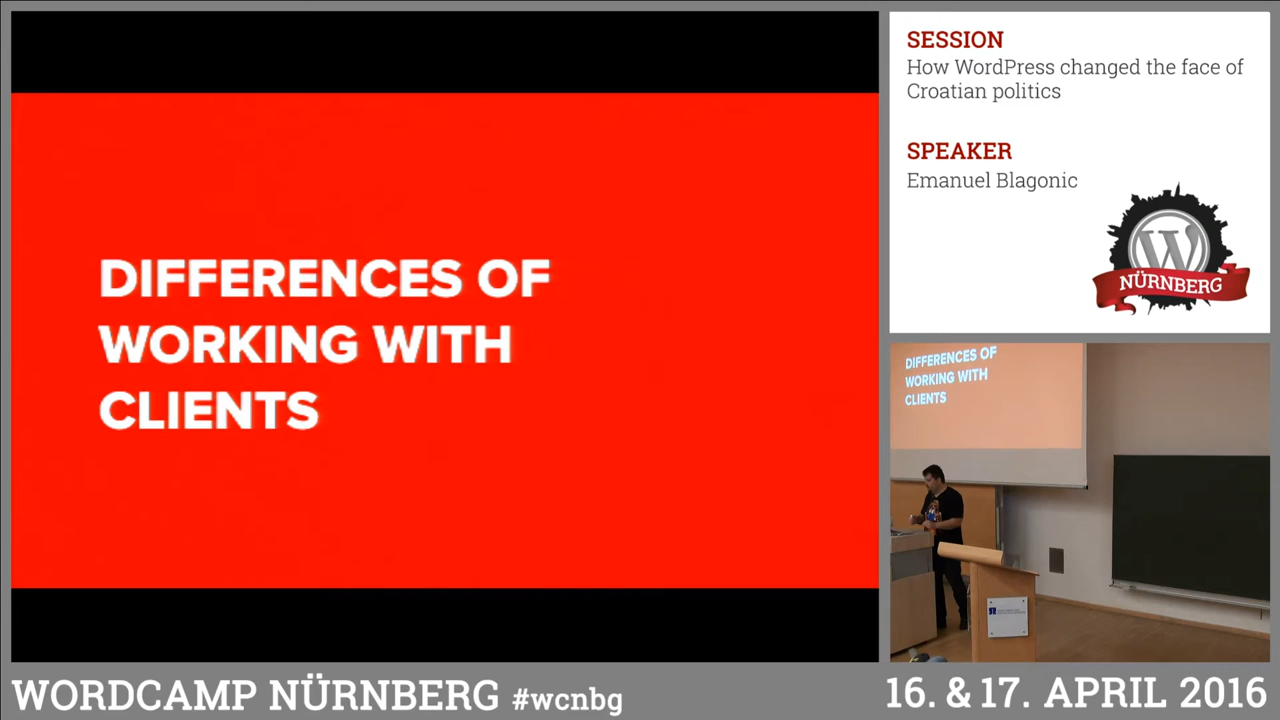 DIFFERENCES OF
WORKING WITH
CLIENTS
SESSION
How WordPress changed the face of
Croatian politics
SPEAKER
Emanuel Blagonic
W
NÜRNBERG
DIFFERENCES OF
WORKING WITH
CLIENTS
WORDCAMP NÜRNBERG #wcnbg
16. & 17. APRIL 2016